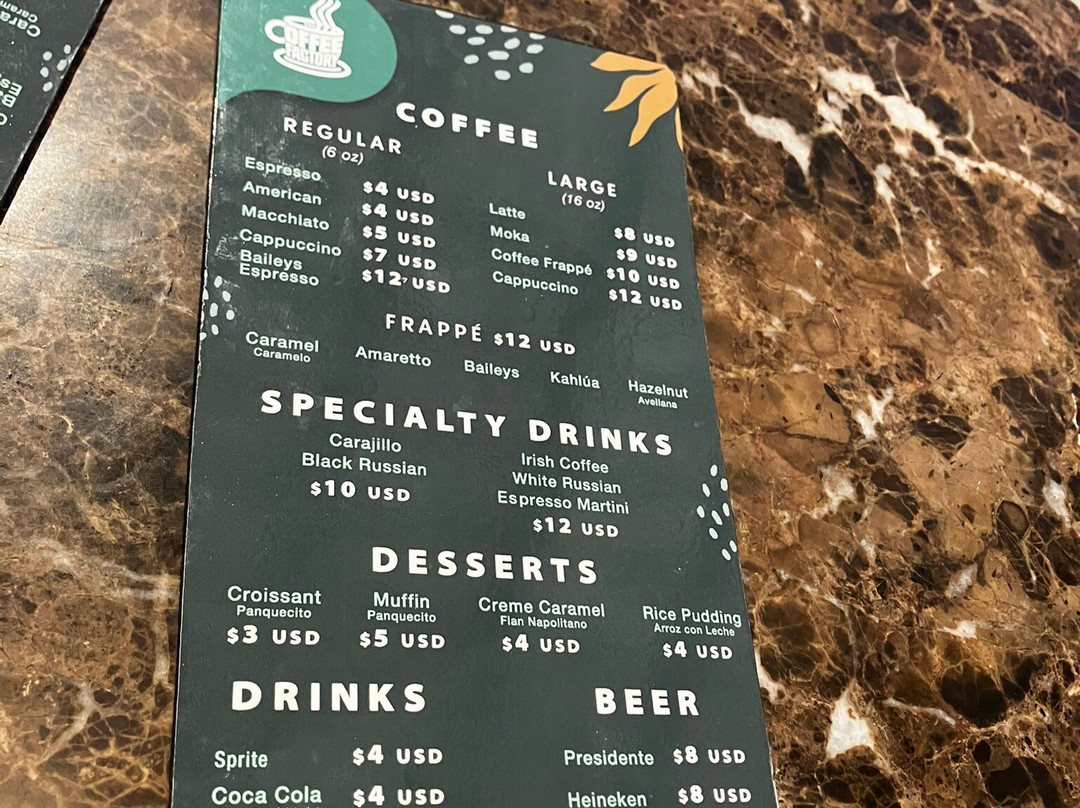 COFFEE
FACTORY
COFFEE
REGULAR
(6 oz)
Espresso $4 USD
American $4 USD
Macchiato $5 USD
Cappuccino $7 USD
Baileys
Espresso $12 USD
LARGE
(16 oz)
Latte $8 USD
Moka $9 USD
Coffee Frappé $10 USD
Cappuccino $12 USD
FRAPPÉ $12 USD
Caramel Amaretto Baileys Kahlúa Hazelnut
Caramelo Avellana
SPECIALTY DRINKS
Carajillo
Black Russian
$10 USD
Irish Coffee
White Russian
Espresso Martini
$12 USD
DESSERTS
Croissant
Panquecito
$3 USD
Muffin
Panquecito
$5 USD
Creme Caramel
Flan Napolitano
$4 USD
Rice Pudding
Arroz con Leche
$4 USD
DRINKS
Sprite $4 USD
Coca Cola $4 USD
BEER
Presidente $8 USD
Heineken $8 USD